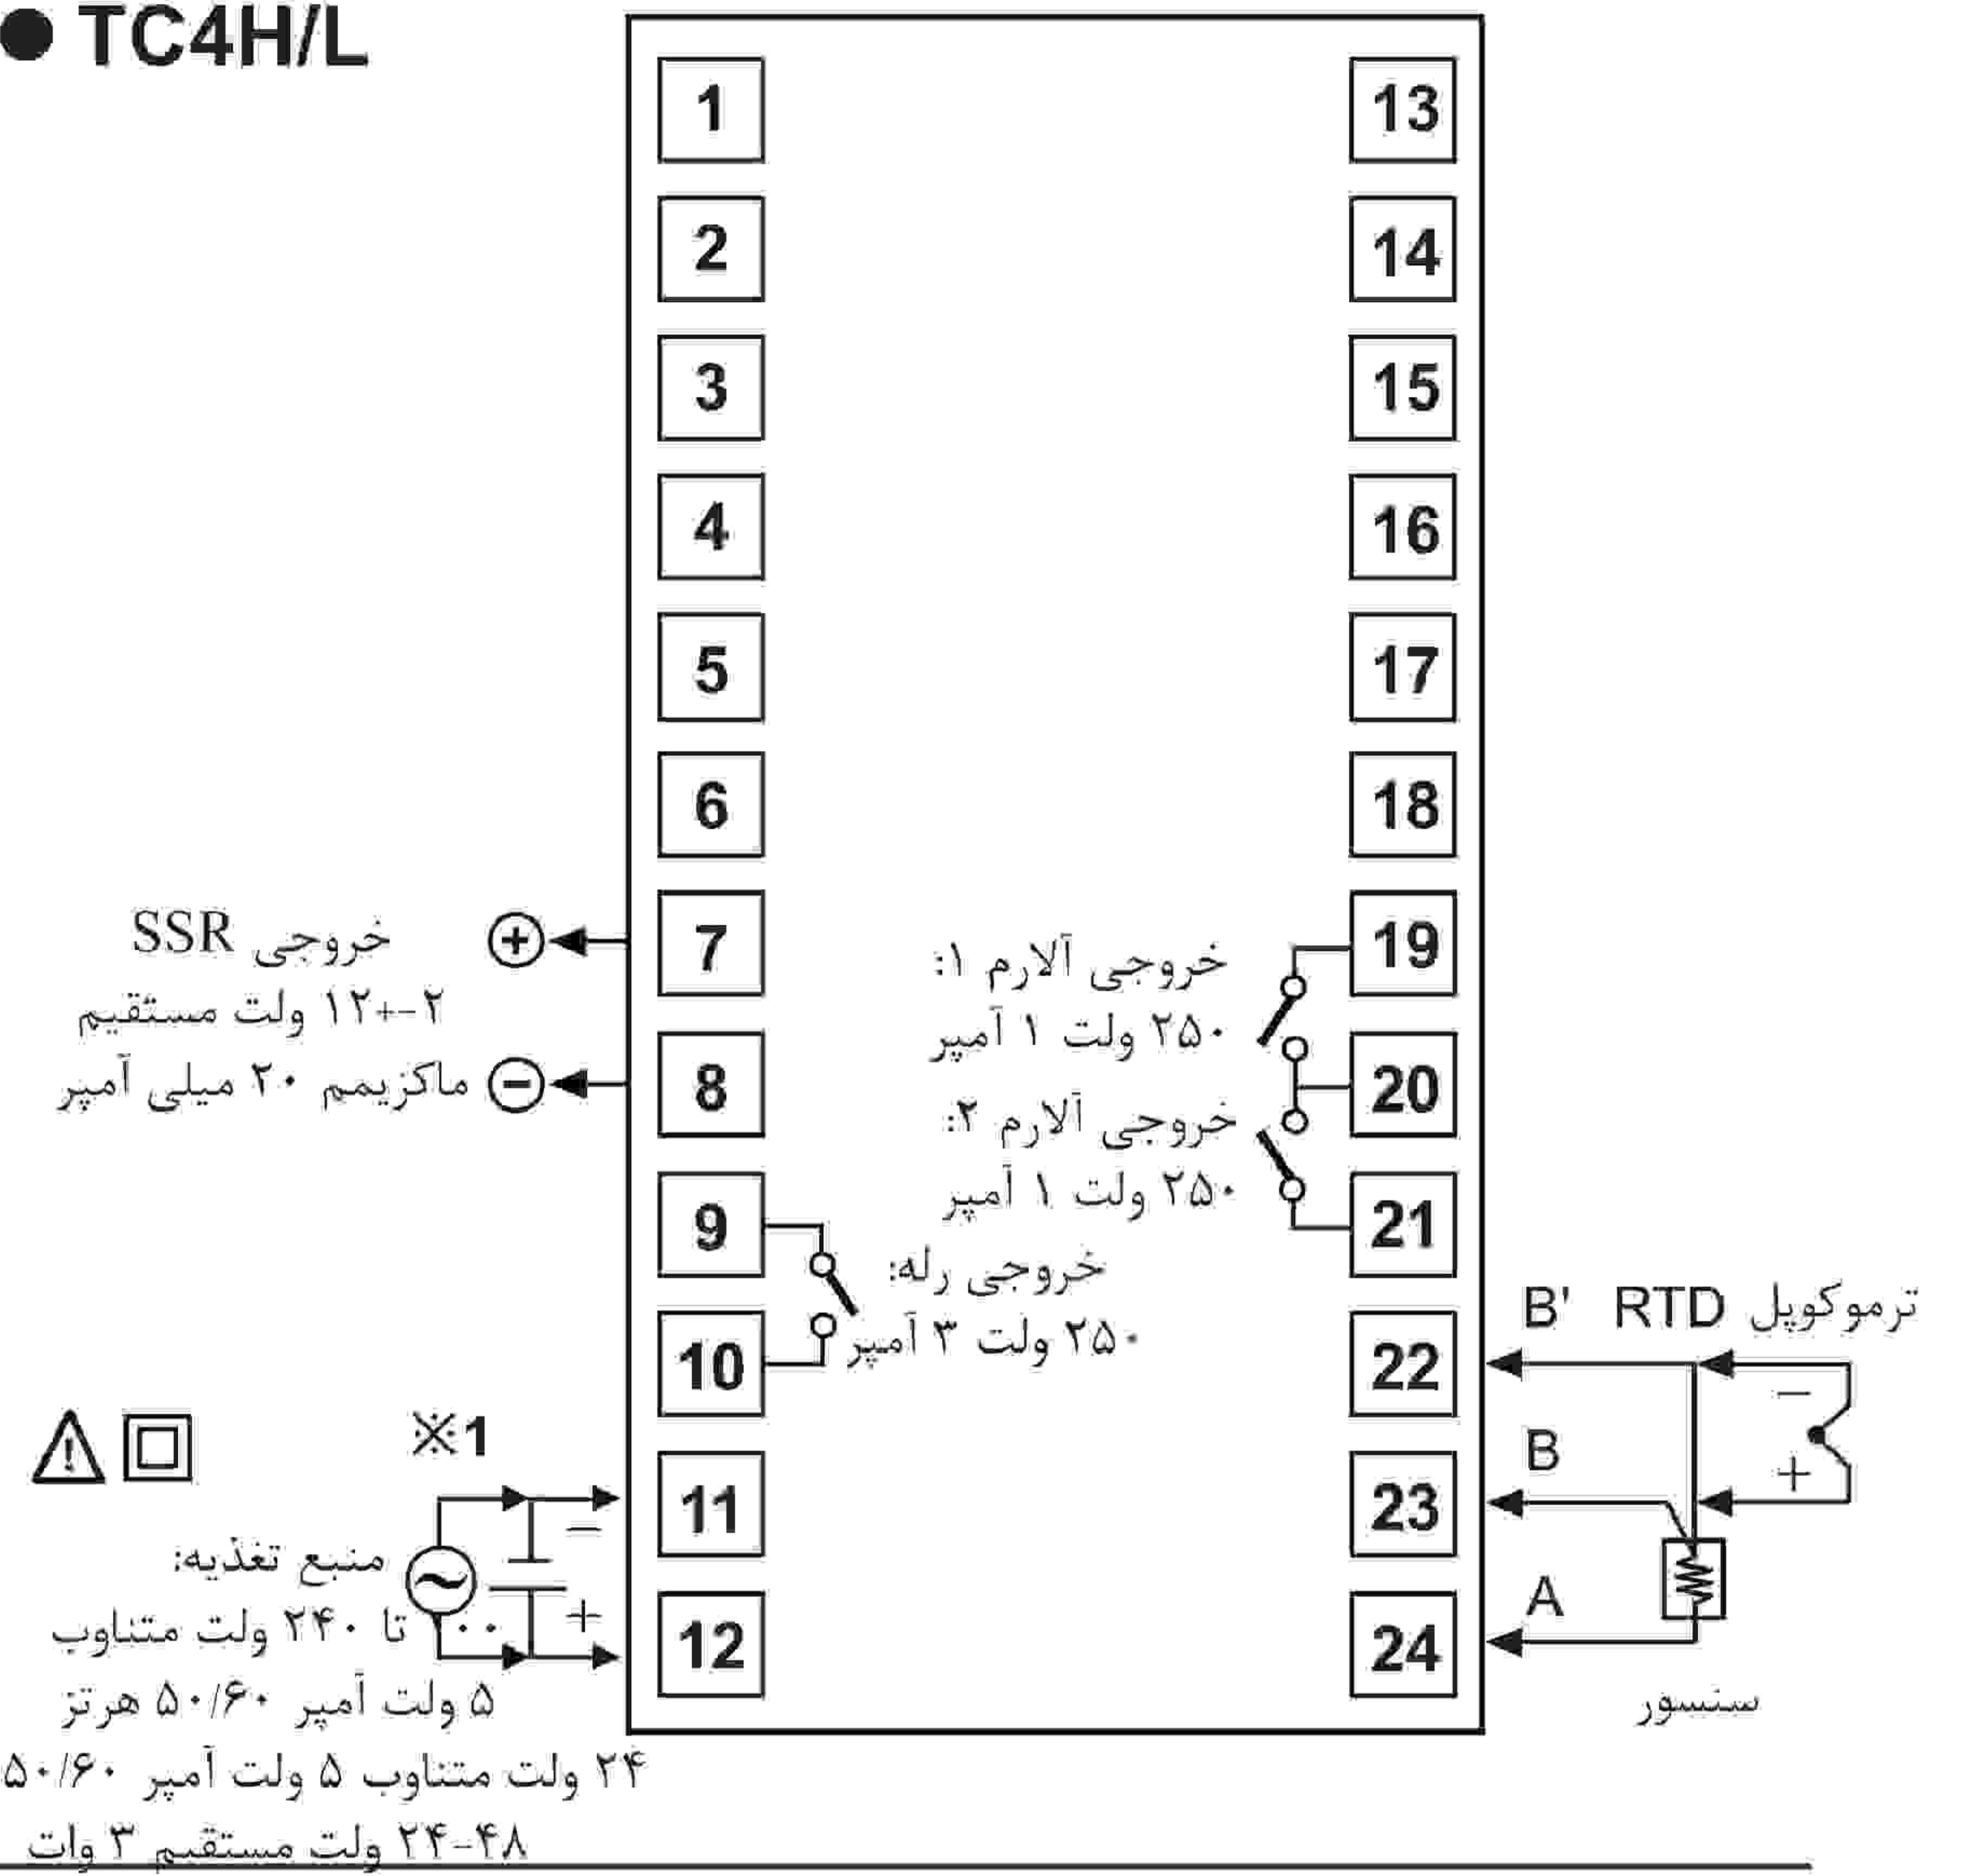 ● TC4H/L
1
2
3
4
5
6
7
8
9
10
11
12
13
14
15
16
17
18
19
20
21
22
23
24
خروجی SSR
۱۲+-۲ ولت مستقیم
ماکزیمم ۲۰ میلی آمپر
خروجی آلارم ۱:
۲۵۰ ولت ۱ آمپر
خروجی آلارم ۲:
۲۵۰ ولت ۱ آمپر
خروجی رله:
۲۵۰ ولت ۳ آمپر
※1
منبع تغذیه:
۱۰۰ تا ۲۴۰ ولت متناوب
۵ ولت آمپر ۵۰/۶۰ هرتز
۲۴ ولت متناوب ۵ ولت آمپر ۵۰/۶۰
۲۴-۴۸ ولت مستقیم ۳ وات
B' RTD ترموکوپل
B
A
− +
− +
سنسور